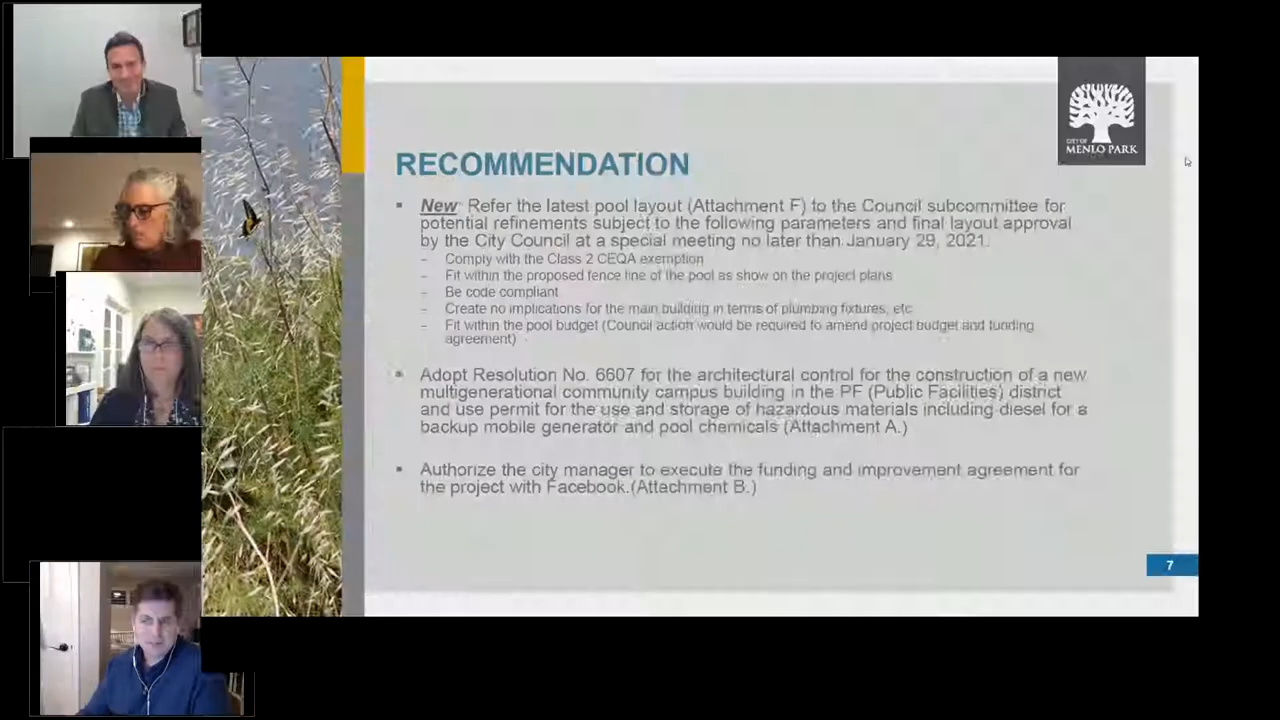 CITY OF
MENLO PARK
RECOMMENDATION
▪ New Refer the latest pool layout (Attachment F) to the Council subcommittee for
potential refinements subject to the following parameters and final layout approval
by the City Council at a special meeting no later than January 29, 2021.
– Comply with the Class 2 CEQA exemption
– Fit within the proposed fence line of the pool as show on the project plans
– Be code compliant
– Create no implications for the main building in terms of plumbing fixtures, etc
– Fit within the pool budget (Council action would be required to amend project budget and funding
agreement)
▪ Adopt Resolution No. 6607 for the architectural control for the construction of a new
multigenerational community campus building in the PF (Public Facilities) district
and use permit for the use and storage of hazardous materials including diesel for a
backup mobile generator and pool chemicals (Attachment A.)
▪ Authorize the city manager to execute the funding and improvement agreement for
the project with Facebook.(Attachment B.)
7